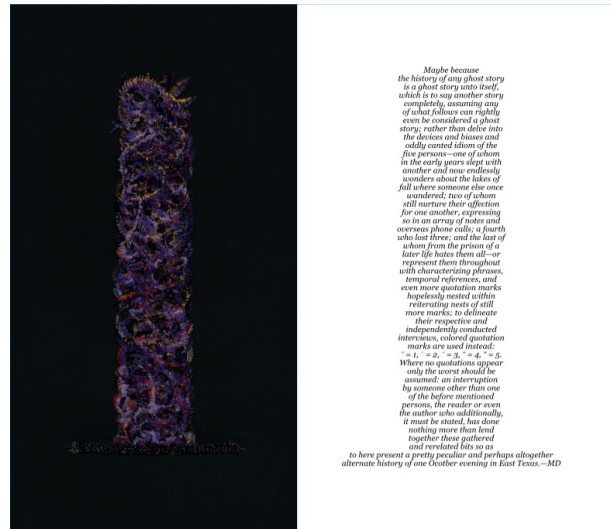 Maybe because
the history of any ghost story
is a ghost story unto itself,
which is to say another story
completely, assuming any
of what follows can rightly
even be considered a ghost
story; rather than delve into
the devices and biases and
oddly canted idiom of the
five persons—one of whom
in the early years slept with
another and now endlessly
wonders about the lakes of
fall where someone else once
wandered; two of whom
still nurture their affection
for one another, expressing
so in an array of notes and
overseas phone calls; a fourth
who lost three; and the last of
whom from the prison of a
later life hates them all—or
represent them throughout
with characterizing phrases,
temporal references, and
even more quotation marks
hopelessly nested within
reiterating nests of still
more marks; to delineate
their respective and
independently conducted
interviews, colored quotation
marks are used instead:
" = 1, " = 2, " = 3, " = 4, " = 5.
Where no quotations appear
only the worst should be
assumed: an interruption
by someone other than one
of the before mentioned
persons, the reader or even
the author who additionally,
it must be stated, has done
nothing more than lend
together these gathered
and rerelated bits so as
to here present a pretty peculiar and perhaps altogether
alternate history of one Ocotber evening in East Texas.—MD